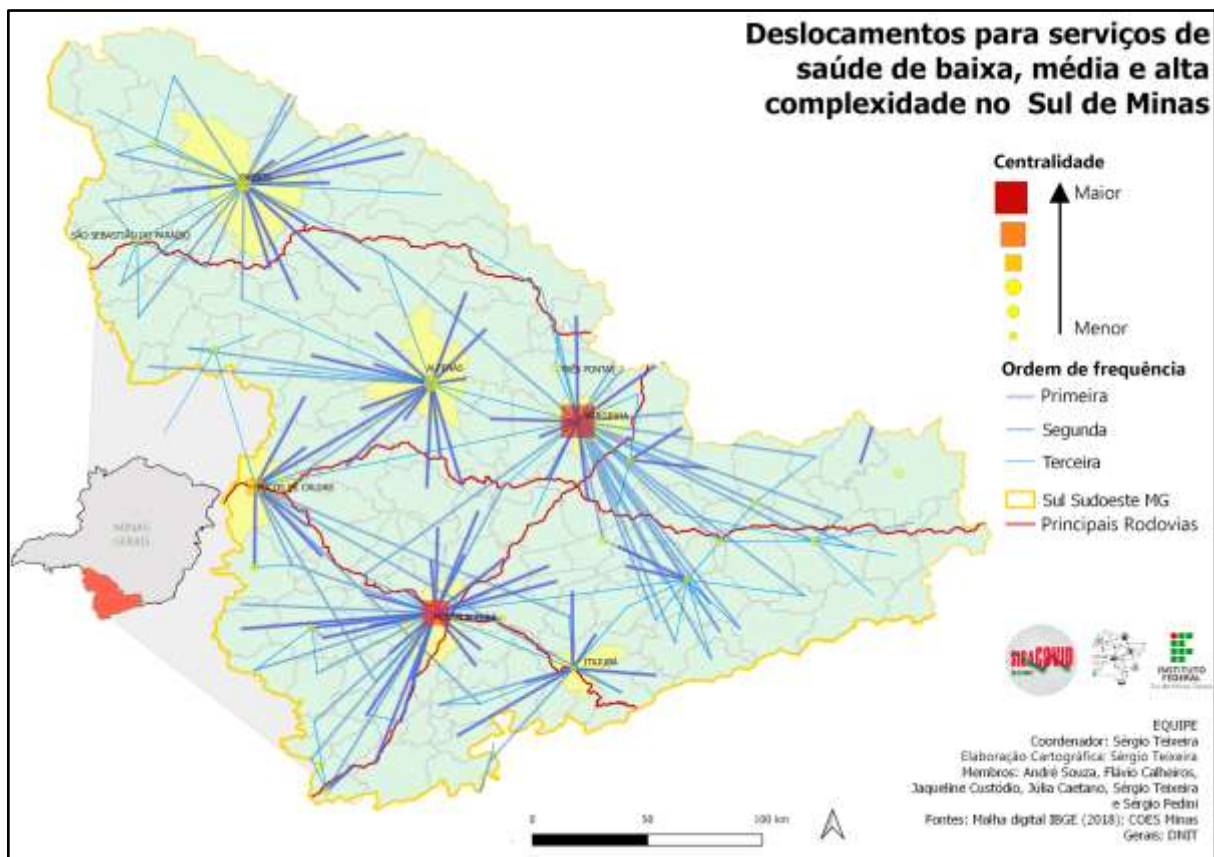 Deslocamentos para serviços de
saúde de baixa, média e alta
complexidade no Sul de Minas
Centralidade
Maior
Menor
Ordem de frequência
Primeira
Segunda
Terceira
Sul Sudoeste MG
Principais Rodovias
SÃO SEBASTIÃO DO PARAÍSO
ALFENAS
TRÊS PONTAS
VARGINHA
POÇOS DE CALDAS
MINAS
GERAIS
ITAJUBÁ
INSTITUTO
FEDERAL
EQUIPE
Coordenador: Sérgio Teixeira
Elaboração Cartográfica: Sérgio Teixeira
Membros: André Souza, Flávio Calheiros,
Jaqueline Custódio, Júlia Caetano, Sérgio Teixeira
e Sérgio Pedini
Fontes: Malha digital IBGE (2018); COES Minas
Gerais; DNIT
0 50 100 km